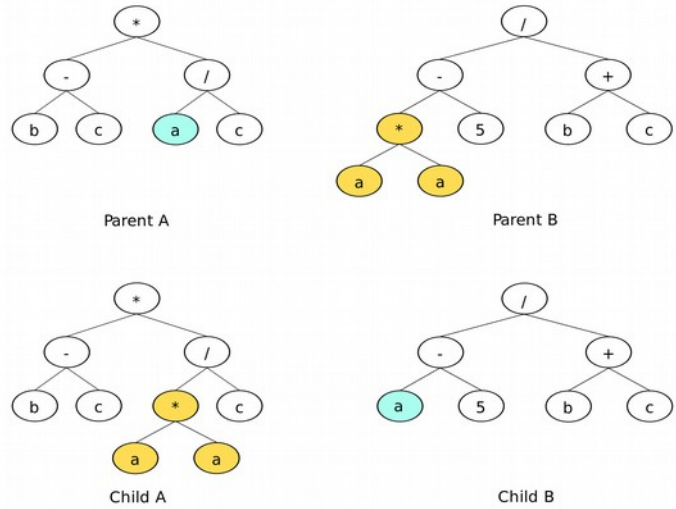 * /
- / - +
b c a c * 5 b c
a a
Parent A Parent B
* /
- / - +
b c * c a 5 b c
a a
Child A Child B